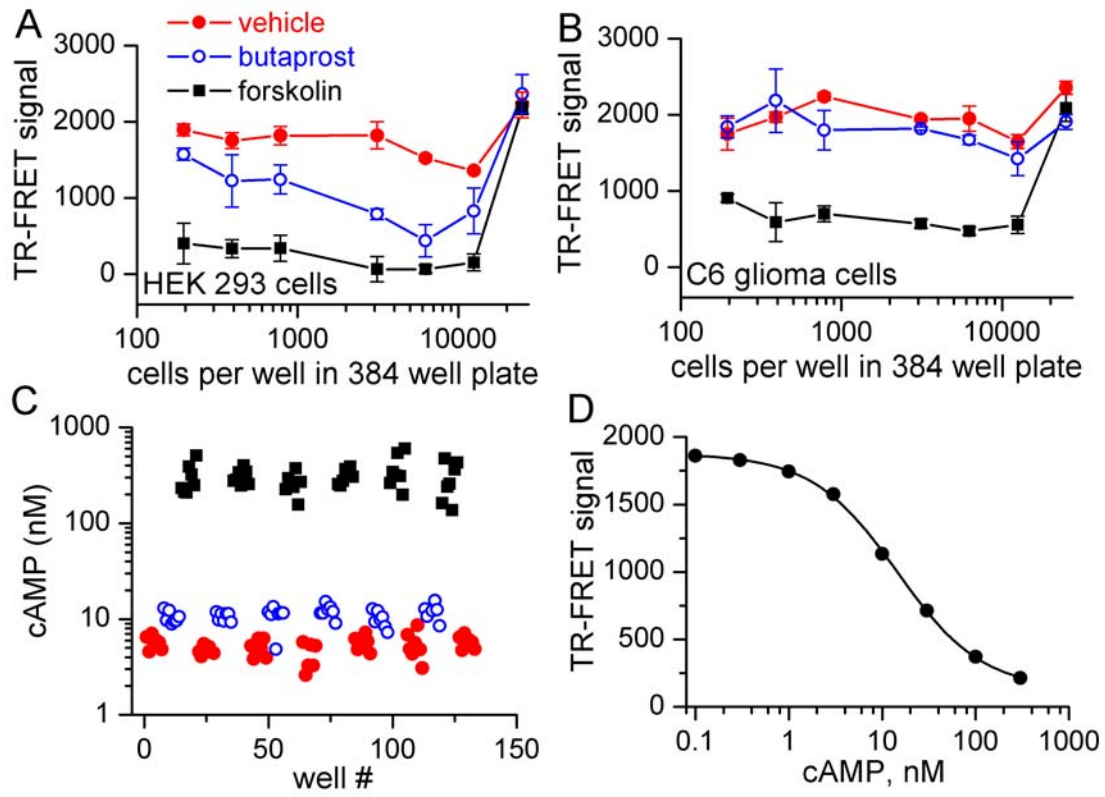 A
vehicle
butaprost
forskolin
3000
2000
1000
0
TR-FRET signal
HEK 293 cells
100
1000
10000
cells per well in 384 well plate
B
3000
2000
1000
0
TR-FRET signal
C6 glioma cells
100
1000
10000
cells per well in 384 well plate
C
1000
100
10
1
cAMP (nM)
0
50
100
150
well #
D
2000
1500
1000
500
0
TR-FRET signal
0.1
1
10
100
1000
cAMP, nM